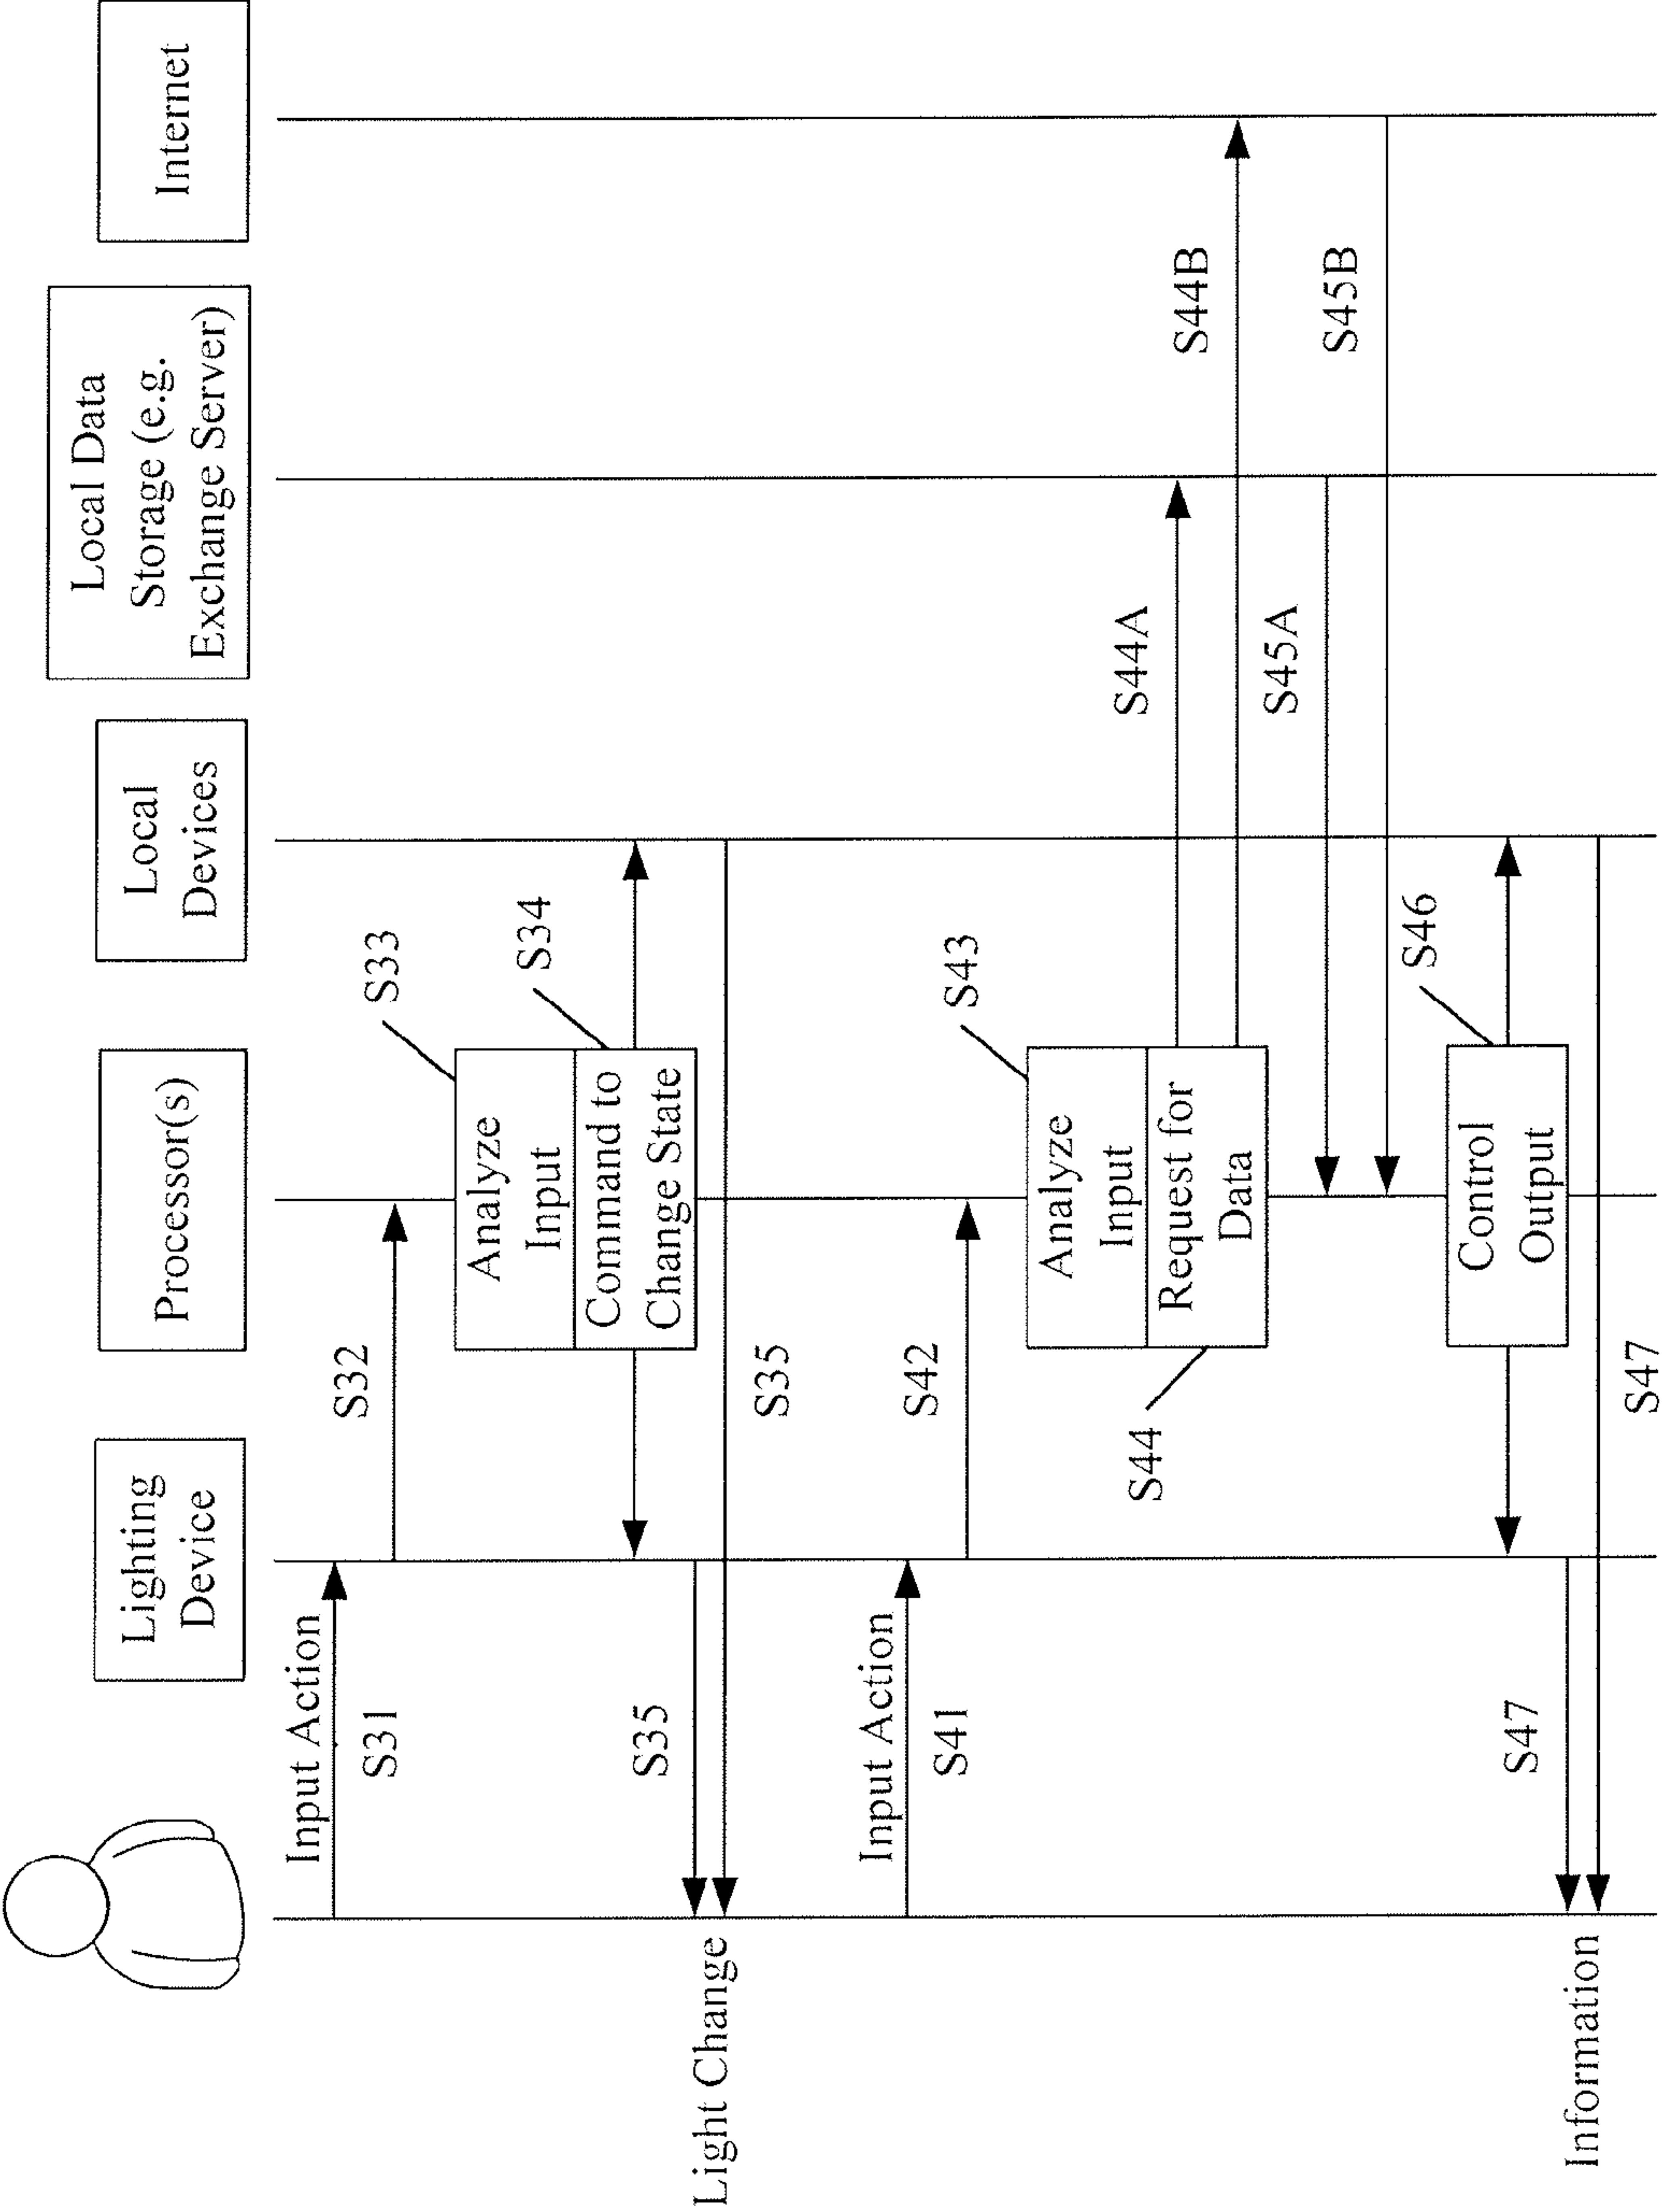 Lighting
Device
Processor(s)
Local
Devices
Local Data
Storage (e.g.
Exchange Server)
Internet
Input Action
S31
S32
S33
Analyze
Input
S34
Command to
Change State
S35
Light Change
S35
Input Action
S41
S42
S43
Analyze
Input
Request for
Data
S44
S44A
S44B
S45A
S45B
S46
Control
Output
S47
Information
S47